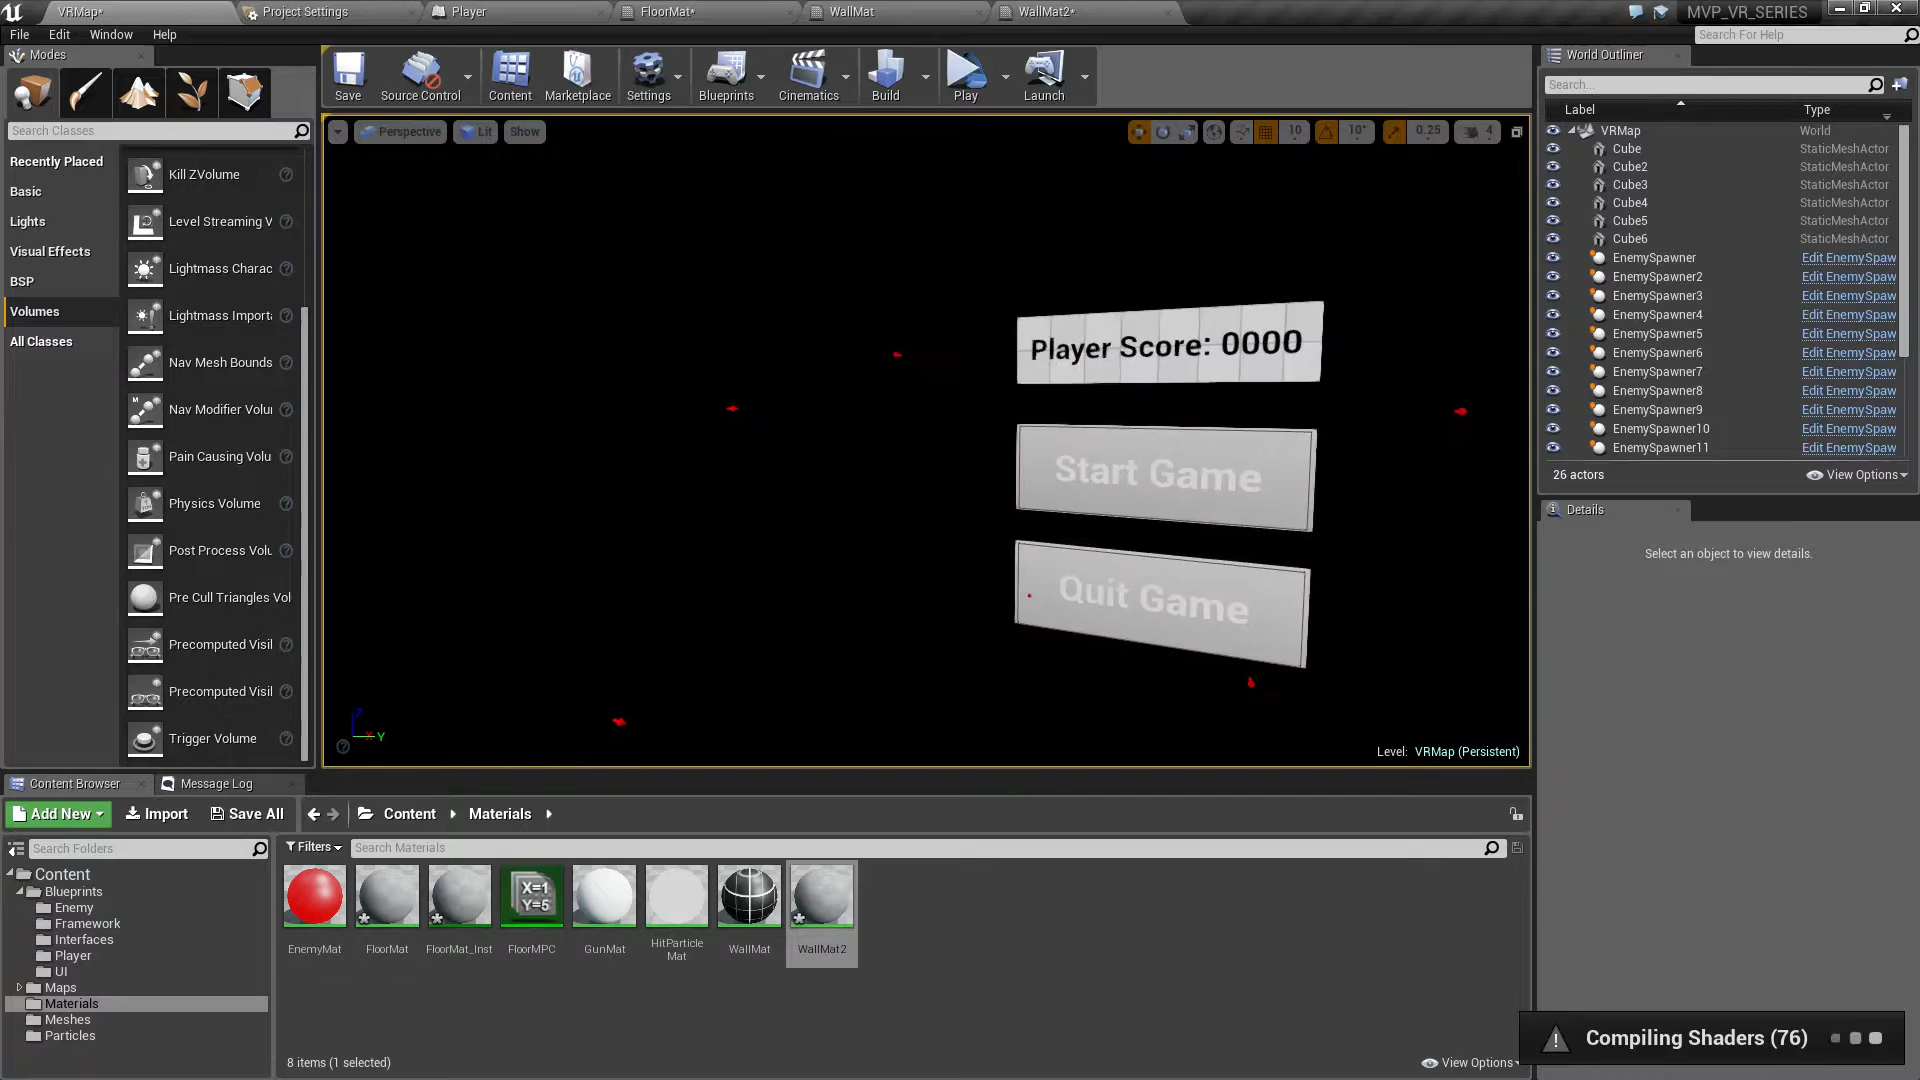 VRMap*
Project Settings
Player
FloorMat*
WallMat
WallMat2*
MVP_VR_SERIES
File Edit Window Help
Search For Help
Modes
Search Classes
Recently Placed
Basic
Lights
Visual Effects
BSP
Volumes
All Classes
Kill ZVolume
Level Streaming V
Lightmass Charac
Lightmass Importa
Nav Mesh Bounds
Nav Modifier Volu
Pain Causing Volu
Physics Volume
Post Process Volu
Pre Cull Triangles Vol
Precomputed Visil
Precomputed Visil
Trigger Volume
Save
Source Control
Content
Marketplace
Settings
Blueprints
Cinematics
Build
Play
Launch
Perspective
Lit
Show
10
10°
0.25
4
Player Score: 0000
Start Game
Quit Game
Z
X
Y
Level: VRMap (Persistent)
World Outliner
Search...
Label Type
VRMap World
Cube StaticMeshActor
Cube2 StaticMeshActor
Cube3 StaticMeshActor
Cube4 StaticMeshActor
Cube5 StaticMeshActor
Cube6 StaticMeshActor
EnemySpawner Edit EnemySpaw
EnemySpawner2 Edit EnemySpaw
EnemySpawner3 Edit EnemySpaw
EnemySpawner4 Edit EnemySpaw
EnemySpawner5 Edit EnemySpaw
EnemySpawner6 Edit EnemySpaw
EnemySpawner7 Edit EnemySpaw
EnemySpawner8 Edit EnemySpaw
EnemySpawner9 Edit EnemySpaw
EnemySpawner10 Edit EnemySpaw
EnemySpawner11 Edit EnemySpaw
26 actors
View Options
Details
Select an object to view details.
Content Browser
Message Log
Add New
Import
Save All
Content
Materials
Search Folders
Filters
Search Materials
Content
Blueprints
Enemy
Framework
Interfaces
Player
UI
Maps
Materials
Meshes
Particles
X=1
Y=5
EnemyMat
FloorMat
FloorMat_Inst
FloorMPC
GunMat
HitParticle
Mat
WallMat
WallMat2
8 items (1 selected)
View Options
Compiling Shaders (76)